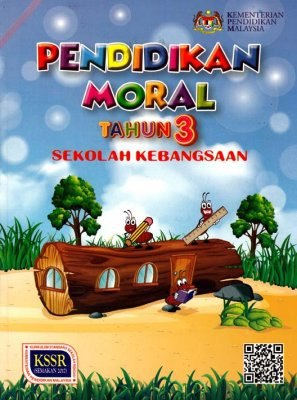 KEMENTERIAN
PENDIDIKAN
MALAYSIA
PENDIDIKAN
MORAL
TAHUN 3
SEKOLAH KEBANGSAAN
KSSR
SEMAKAN 2017